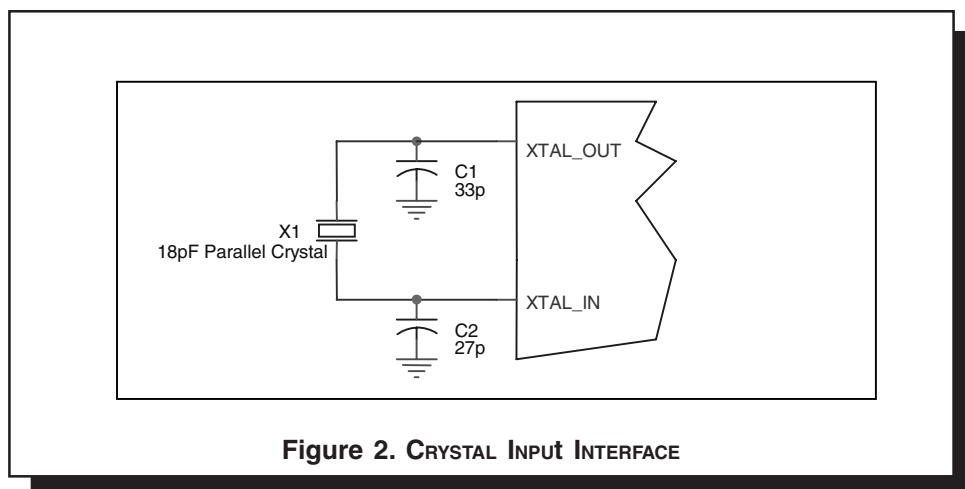 XTAL_OUT
C1
33p
X1
18pF Parallel Crystal
XTAL_IN
C2
27p
Figure 2. CRYSTAL INPUt INTERFACE